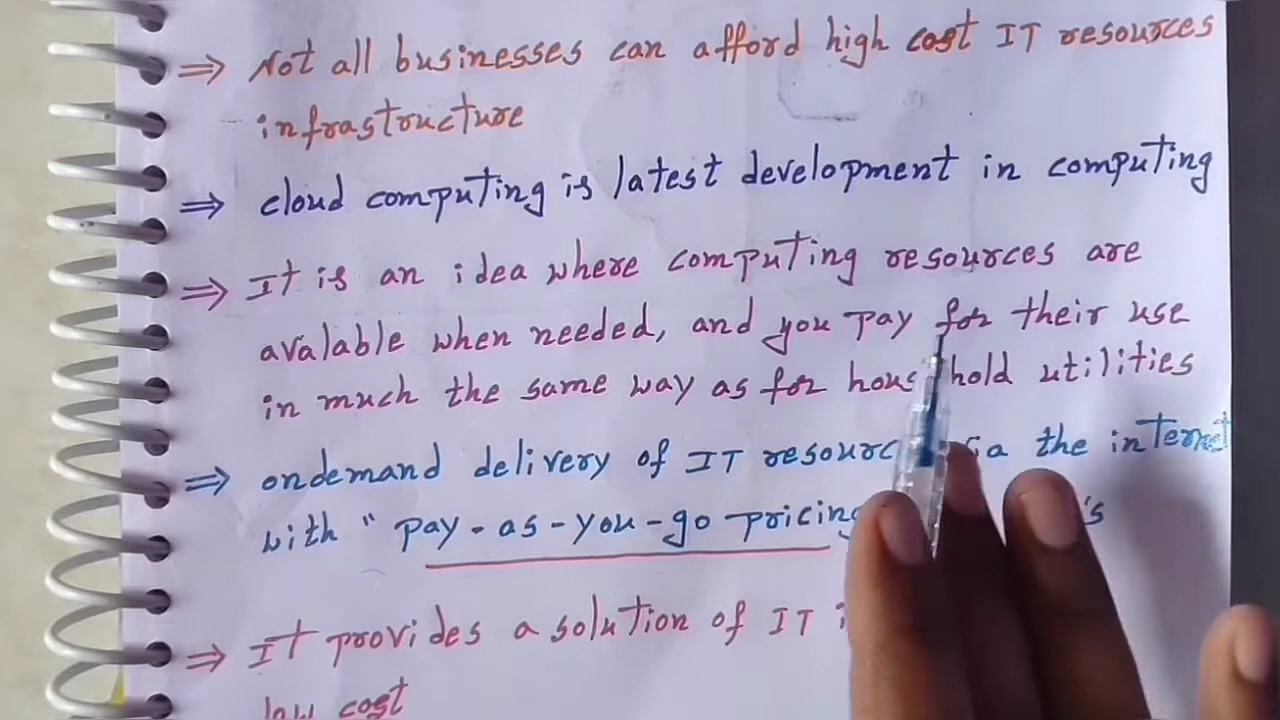 ⇒ Not all businesses can afford high cost IT resources
infrastructure
⇒ cloud computing is latest development in computing
⇒ It is an idea where computing resources are
avalable when needed, and you pay for their use
in much the same way as for household utilities
⇒ ondemand delivery of IT resourc via the internet
with " pay-as-you-go pricing 's
⇒ It provides a solution of IT
low cost